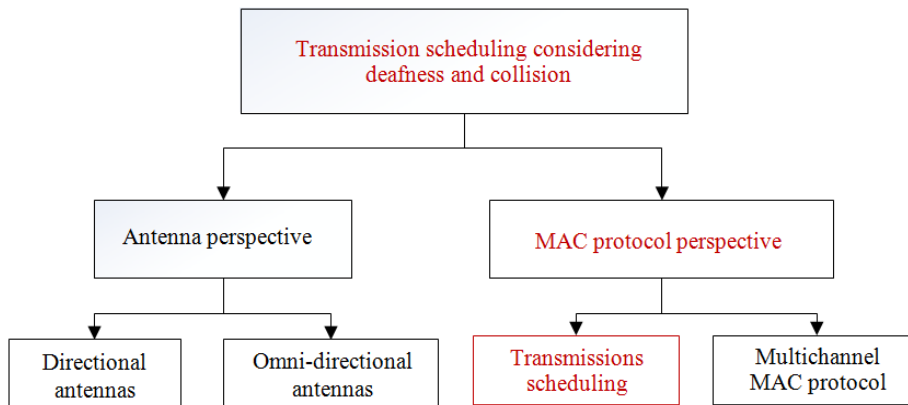 Transmission scheduling considering
deafness and collision
Antenna perspective
MAC protocol perspective
Directional
antennas
Omni-directional
antennas
Transmissions
scheduling
Multichannel
MAC protocol